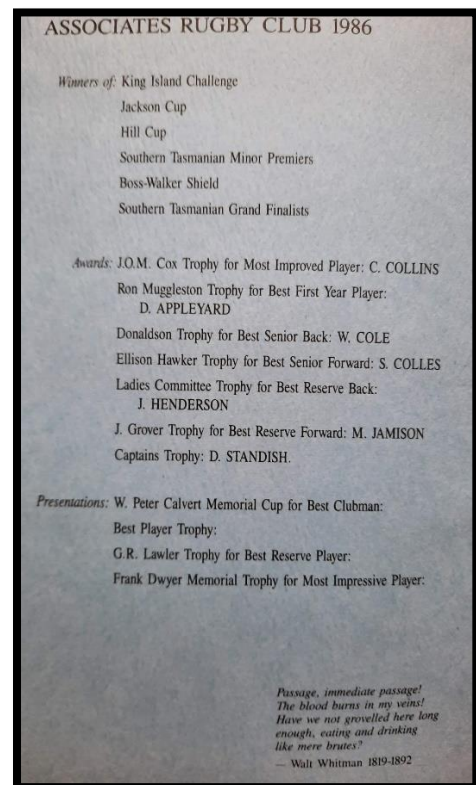 ASSOCIATES RUGBY CLUB 1986
Winners of: King Island Challenge
Jackson Cup
Hill Cup
Southern Tasmanian Minor Premiers
Boss-Walker Shield
Southern Tasmanian Grand Finalists
Awards: J.O.M. Cox Trophy for Most Improved Player: C. COLLINS
Ron Muggleston Trophy for Best First Year Player:
D. APPLEYARD
Donaldson Trophy for Best Senior Back: W. COLE
Ellison Hawker Trophy for Best Senior Forward: S. COLLES
Ladies Committee Trophy for Best Reserve Back:
J. HENDERSON
J. Grover Trophy for Best Reserve Forward: M. JAMISON
Captains Trophy: D. STANDISH.
Presentations: W. Peter Calvert Memorial Cup for Best Clubman:
Best Player Trophy:
G.R. Lawler Trophy for Best Reserve Player:
Frank Dwyer Memorial Trophy for Most Impressive Player:
Passage, immediate passage!
The blood burns in my veins!
Have we not grovelled here long
enough, eating and drinking
like mere brutes?
— Walt Whitman 1819-1892